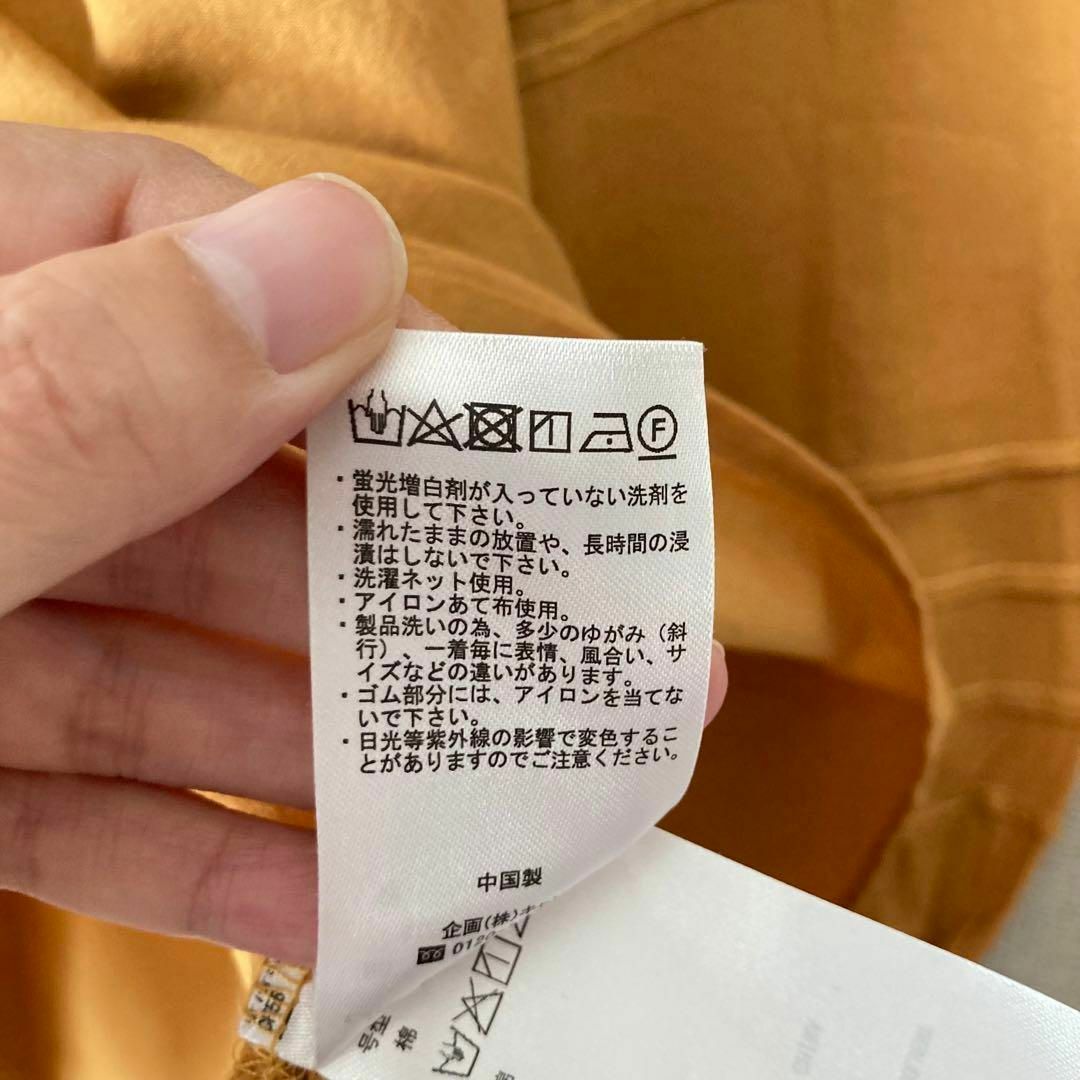 F
・蛍光増白剤が入っていない洗剤を
使用して下さい。
・濡れたままの放置や、長時間の浸
漬はしないで下さい。
・洗濯ネット使用。
・アイロンあて布使用。
・製品洗いの為、多少のゆがみ（斜
行）、一着毎に表情、風合い、サ
イズなどの違いがあります。
・ゴム部分には、アイロンを当てな
いで下さい。
・日光等紫外線の影響で変色するこ
とがありますのでご注意ください。
中国製
企画(株)
012
号型
棉